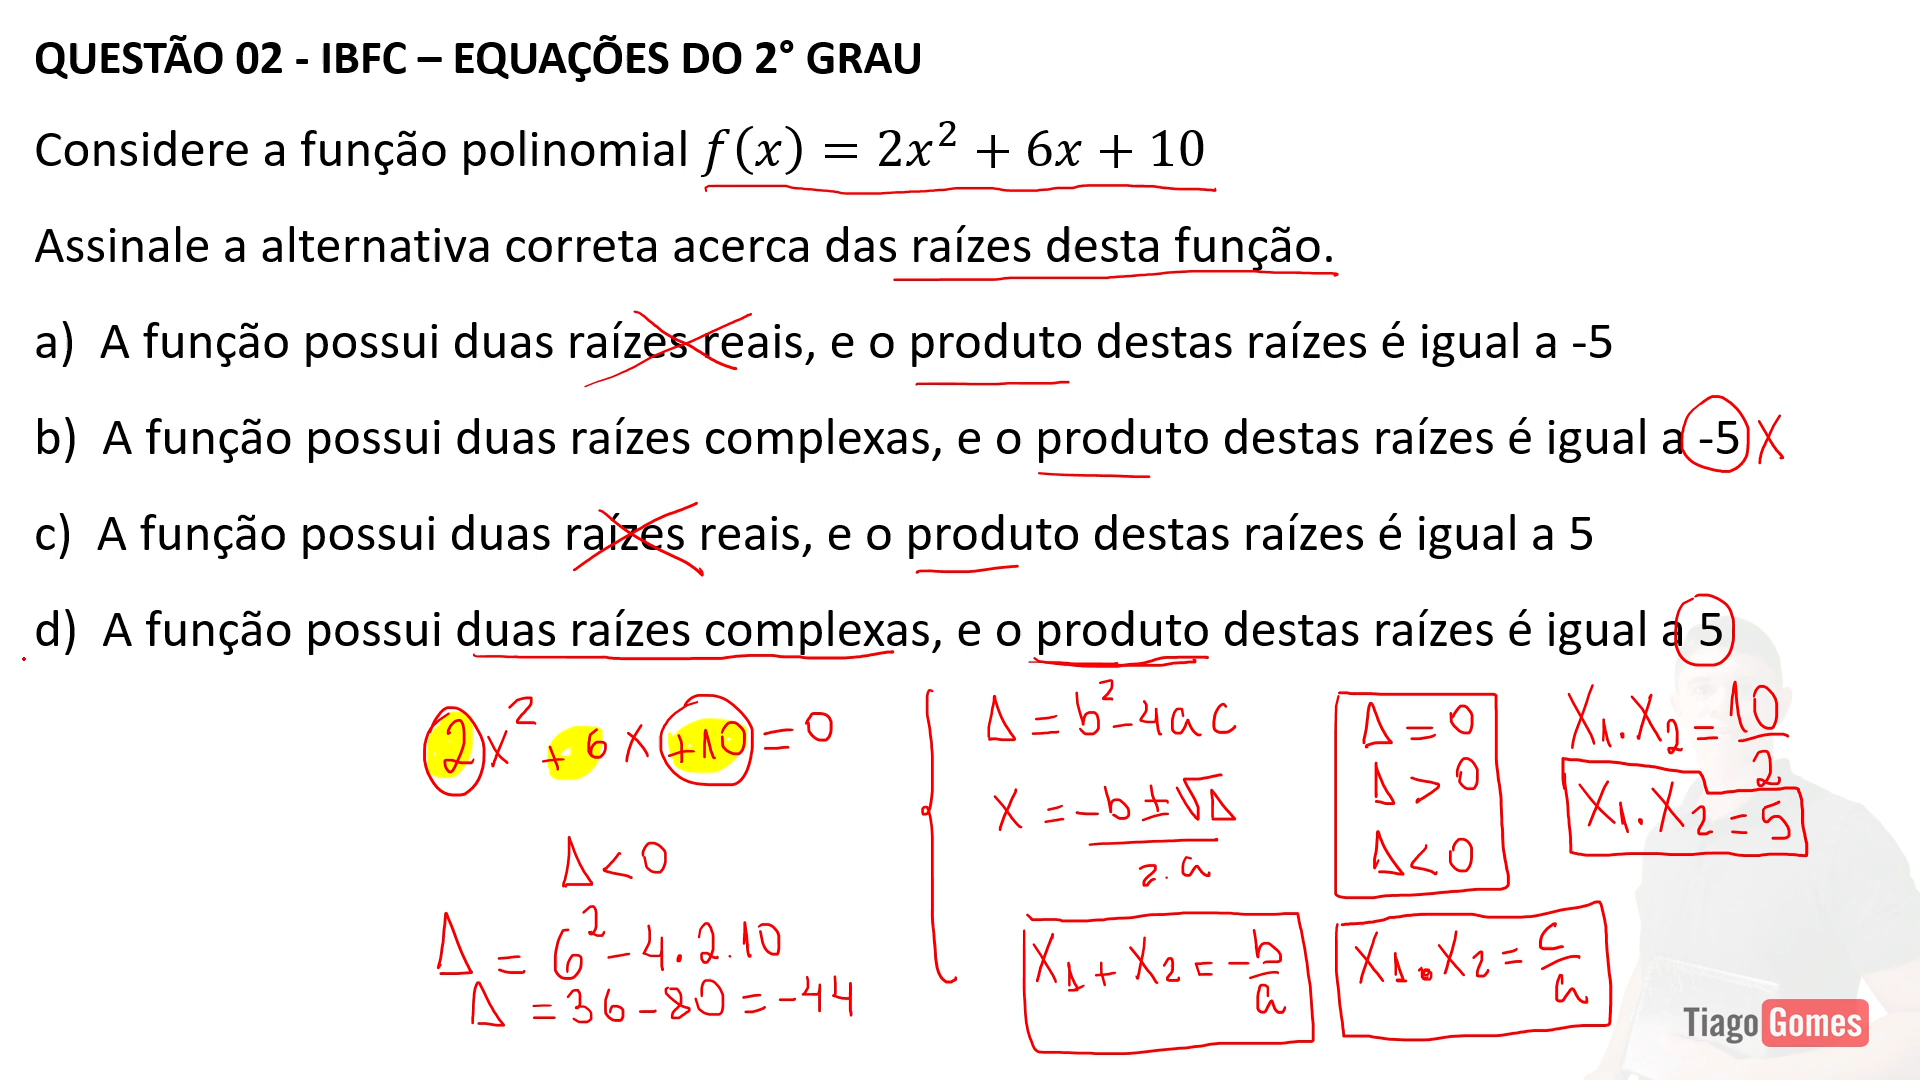 QUESTÃO 02 - IBFC – EQUAÇÕES DO 2° GRAU
Considere a função polinomial f(x) = 2x² + 6x + 10
Assinale a alternativa correta acerca das raízes desta função.
a) A função possui duas raízes reais, e o produto destas raízes é igual a -5
b) A função possui duas raízes complexas, e o produto destas raízes é igual a -5 X
c) A função possui duas raízes reais, e o produto destas raízes é igual a 5
d) A função possui duas raízes complexas, e o produto destas raízes é igual a 5
2x² + 6x + 10 = 0
Δ < 0
Δ = 6² - 4.2.10
Δ = 36 - 80 = -44
Δ = b² - 4ac
x = -b ± √Δ / 2.a
x₁ + x₂ = -b/a
Δ = 0
Δ > 0
Δ < 0
x₁ . x₂ = c/a
x₁ . x₂ = 10/2
x₁ . x₂ = 5
Tiago Gomes